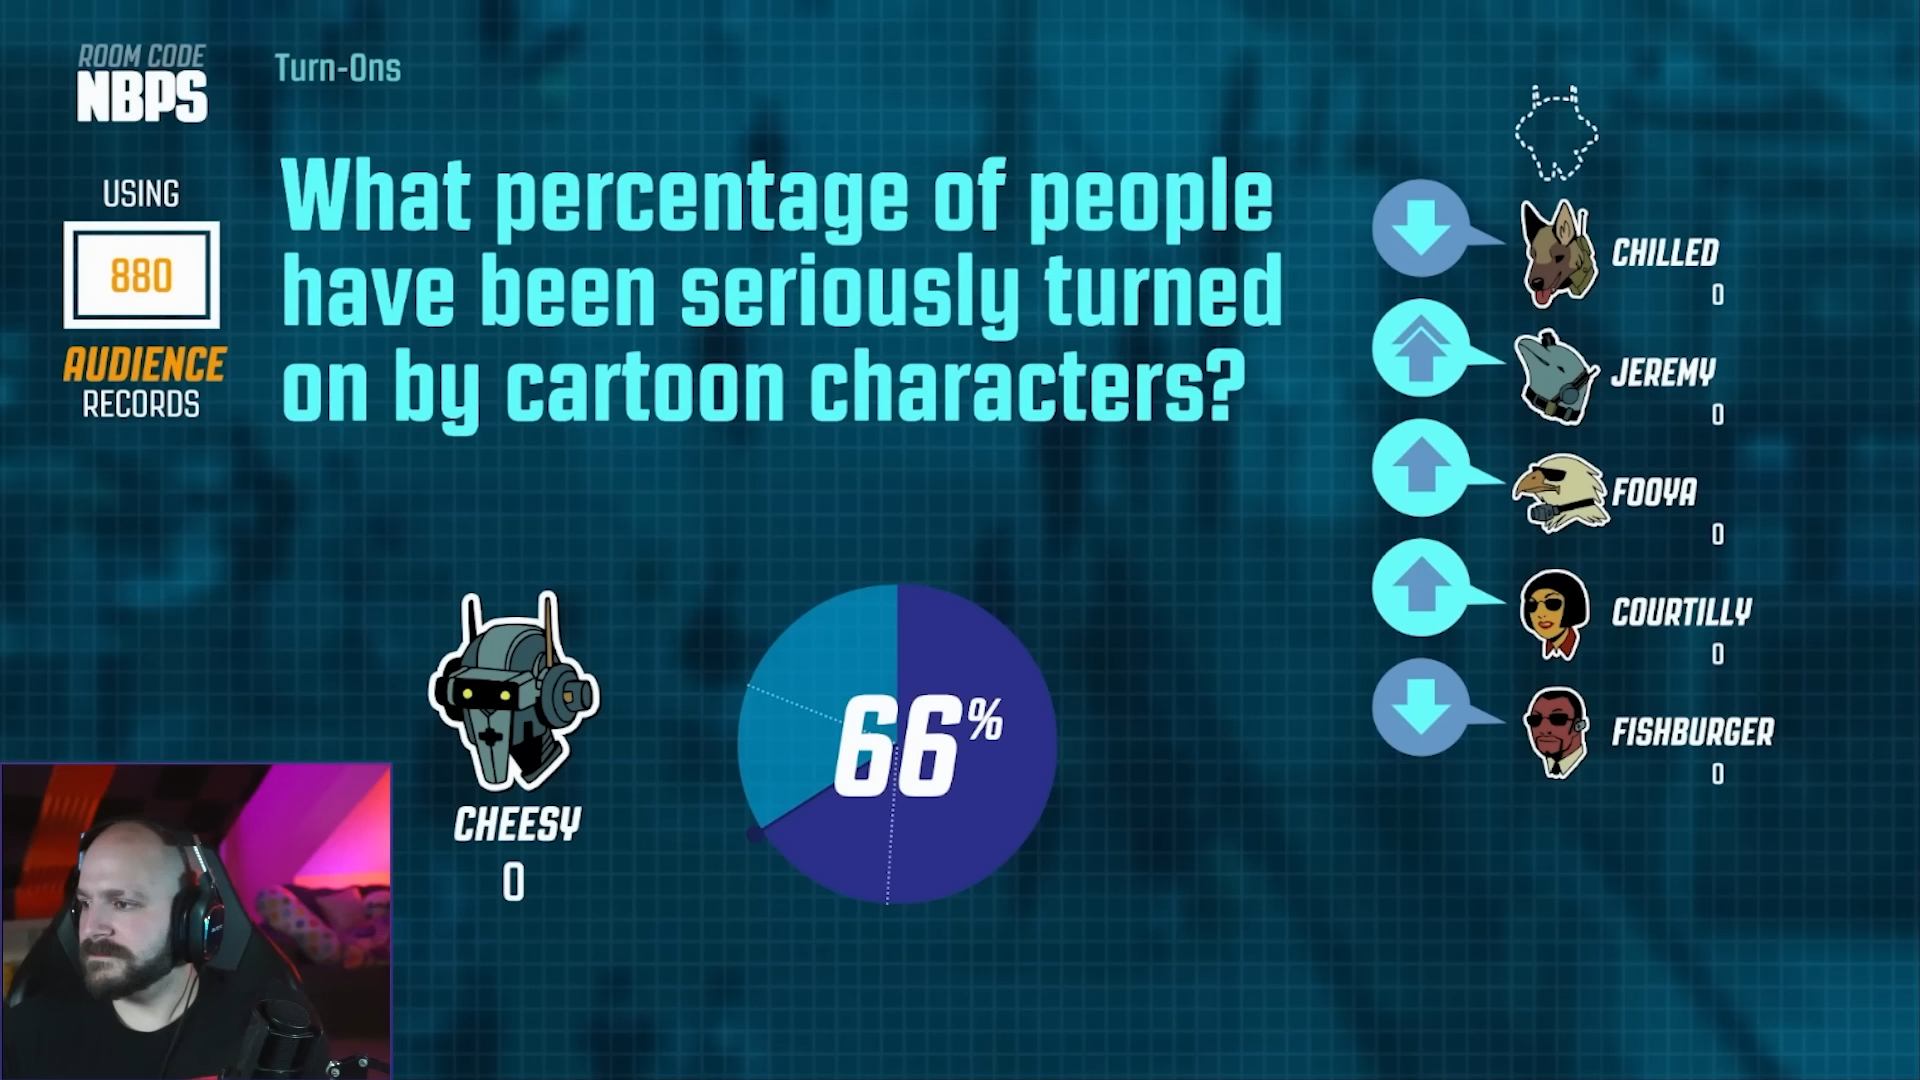 ROOM CODE
NBPS
Turn-Ons
USING
880
AUDIENCE
RECORDS
What percentage of people
have been seriously turned
on by cartoon characters?
66%
CHEESY
0
CHILLED
0
JEREMY
0
FOOYA
0
COURTILLY
0
FISHBURGER
0